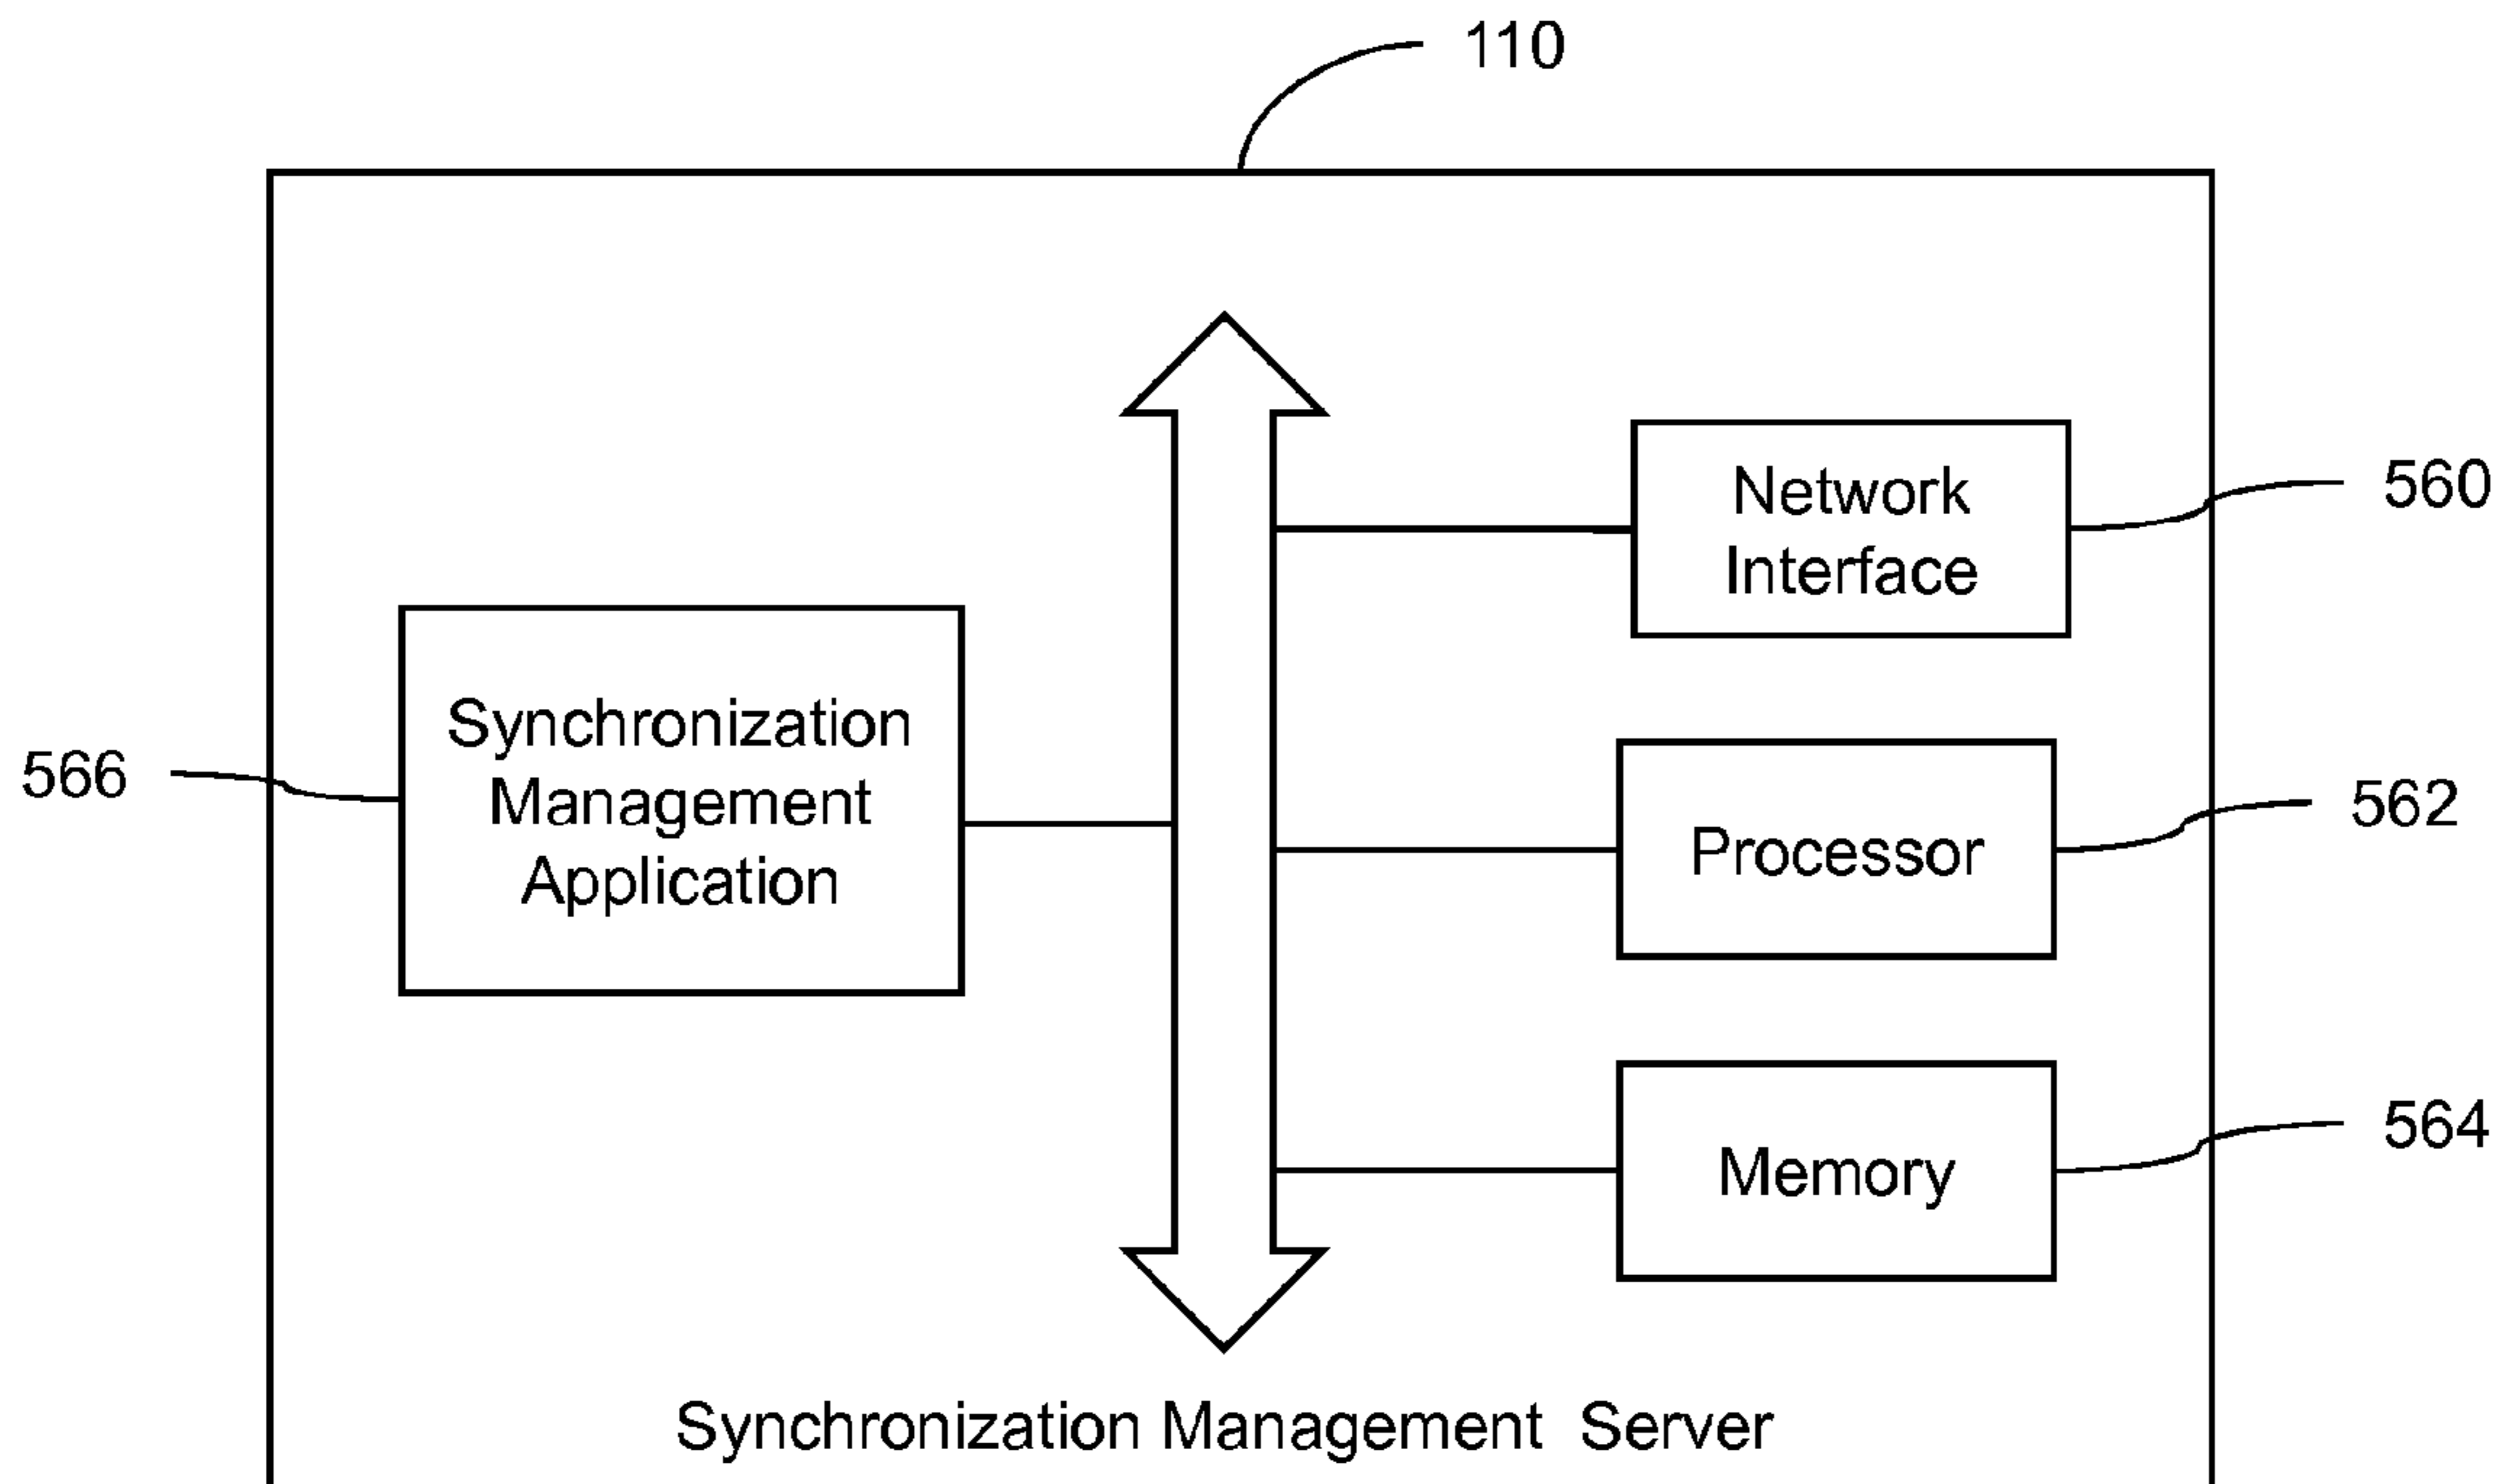 110
Network
Interface
560
Synchronization
Management
Application
566
Processor
562
Memory
564
Synchronization Management Server